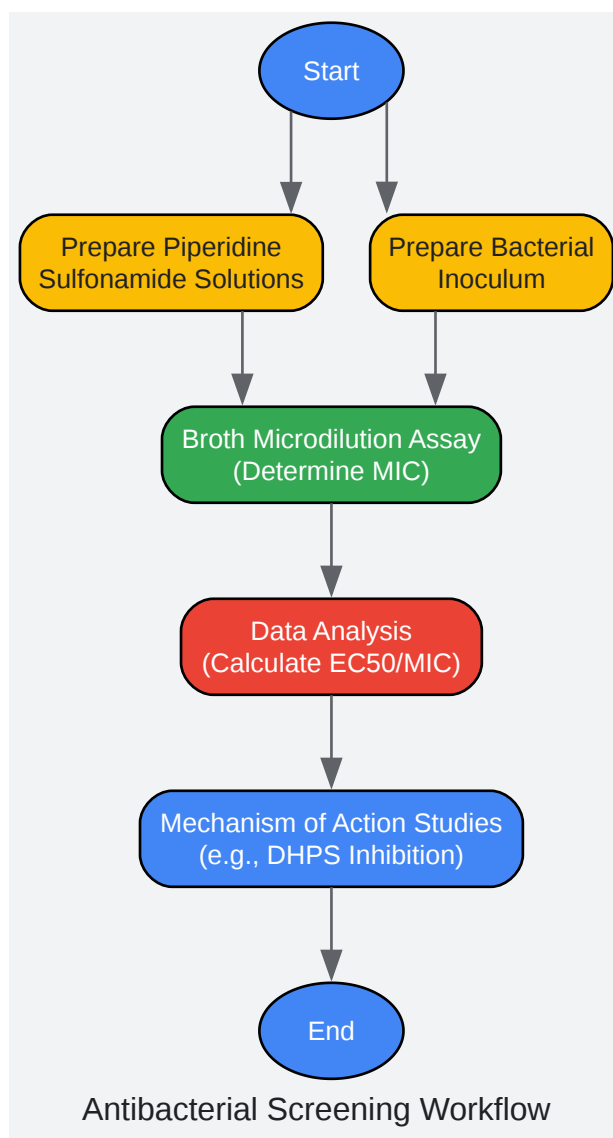 Start
Prepare Piperidine
Sulfonamide Solutions
Prepare Bacterial
Inoculum
Broth Microdilution Assay
(Determine MIC)
Data Analysis
(Calculate EC50/MIC)
Mechanism of Action Studies
(e.g., DHPS Inhibition)
End
Antibacterial Screening Workflow